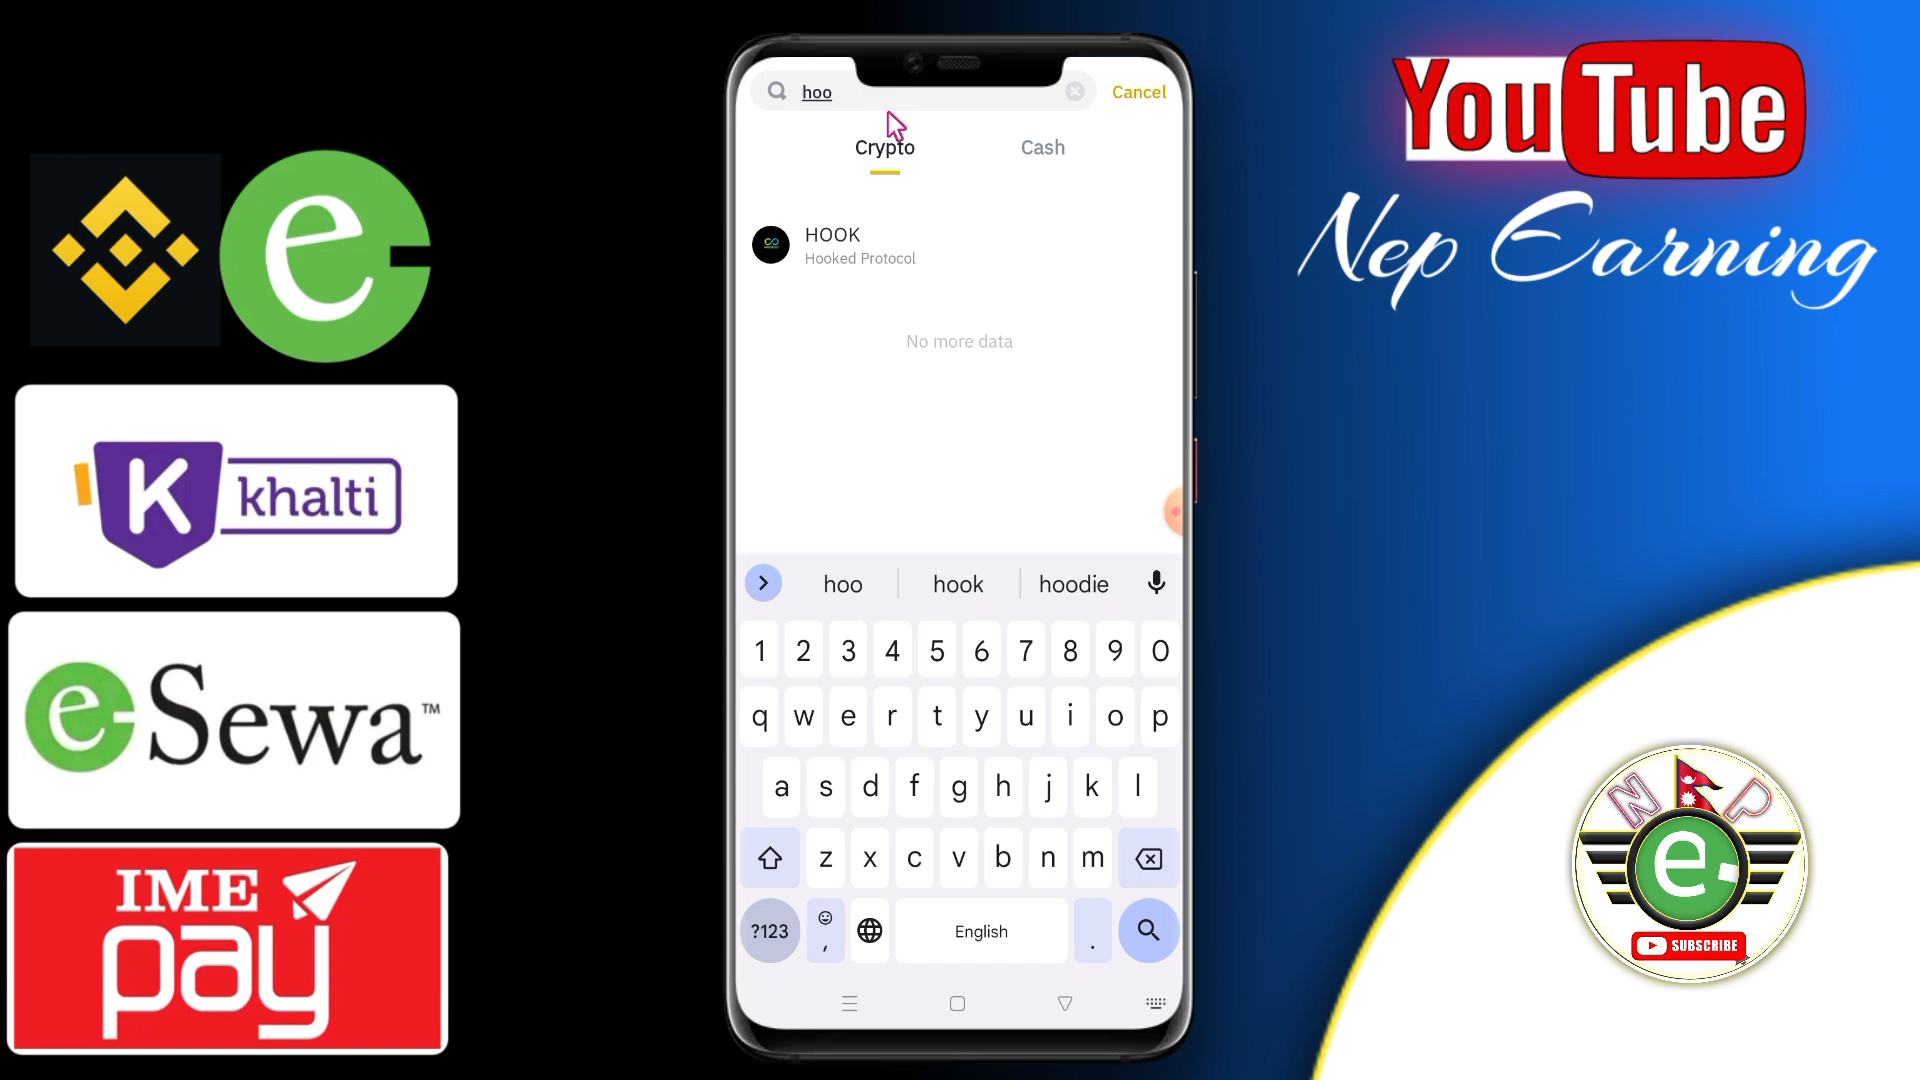 hoo
Cancel
Crypto
Cash
HOOK
Hooked Protocol
No more data
hoo
hook
hoodie
1 2 3 4 5 6 7 8 9 0
q w e r t y u i o p
a s d f g h j k l
z x c v b n m
?123
,
English
.
e
K khalti
e Sewa™
IME
pay
YouTube
Nep Earning
N P
e
SUBSCRIBE